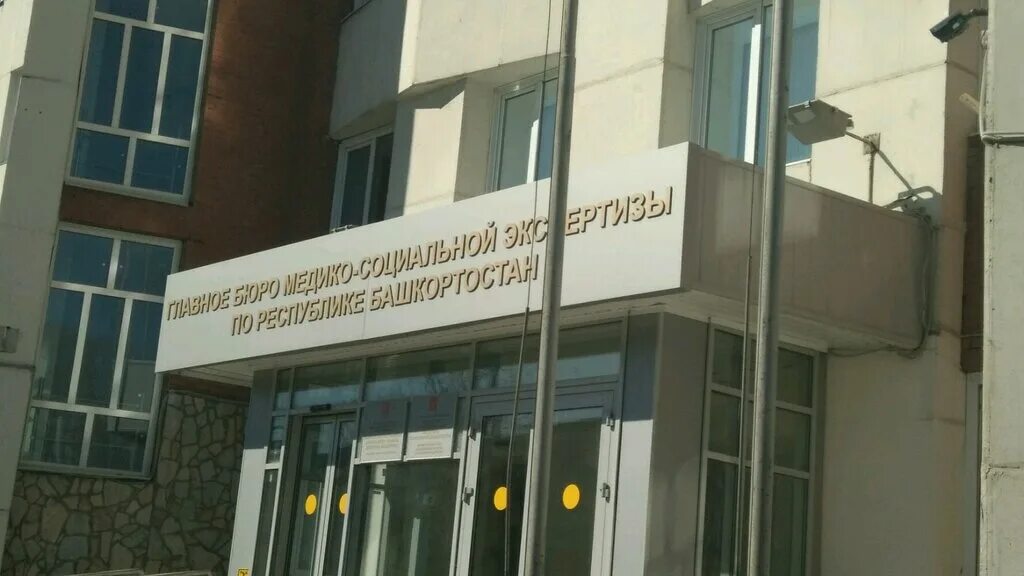 ГЛАВНОЕ БЮРО МЕДИКО-СОЦИАЛЬНОЙ ЭКСПЕРТИЗЫ
ПО РЕСПУБЛИКЕ БАШКОРТОСТАН